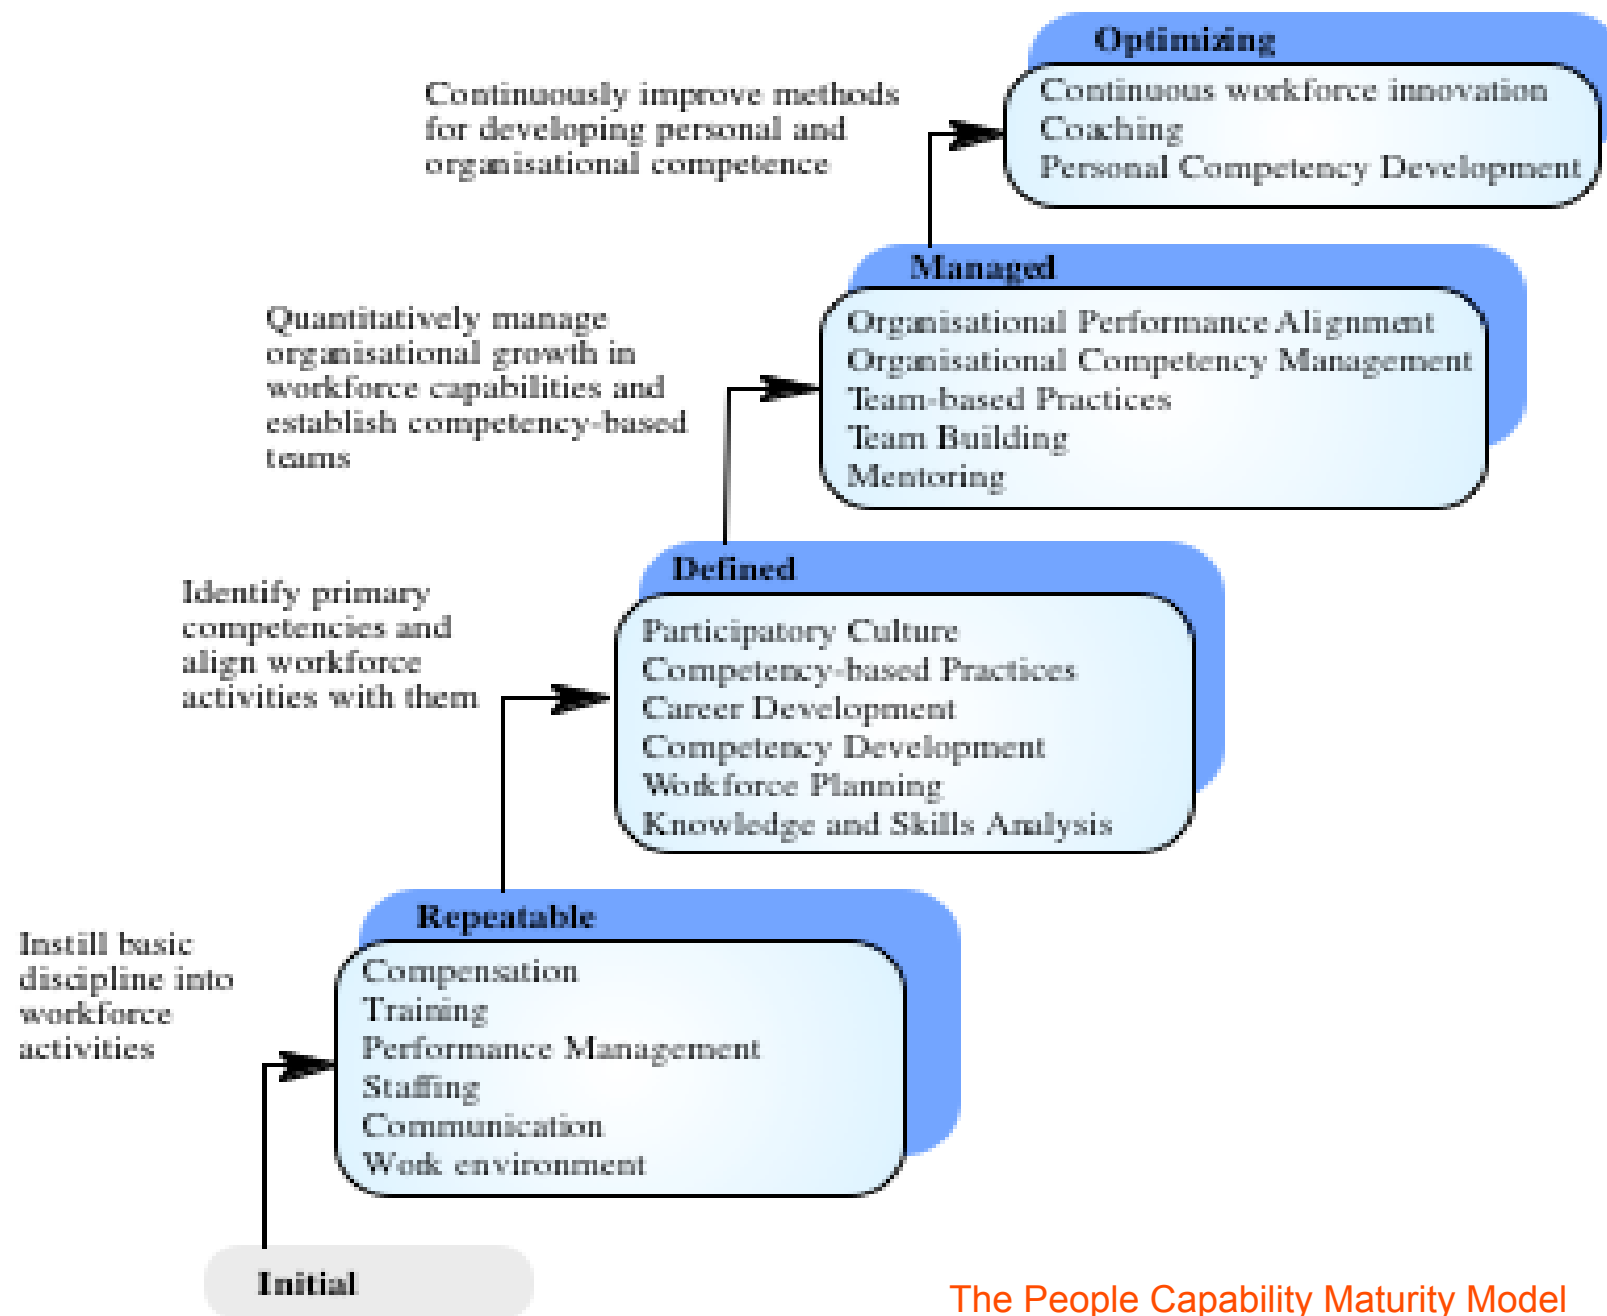 Optimizing
Continuous workforce innovation
Coaching
Personal Competency Development
Continuously improve methods
for developing personal and
organisational competence
Managed
Organisational Performance Alignment
Organisational Competency Management
Team-based Practices
Team Building
Mentoring
Quantitatively manage
organisational growth in
workforce capabilities and
establish competency-based
teams
Defined
Participatory Culture
Competency-based Practices
Career Development
Competency Development
Workforce Planning
Knowledge and Skills Analysis
Identify primary
competencies and
align workforce
activities with them
Repeatable
Compensation
Training
Performance Management
Staffing
Communication
Work environment
Instill basic
discipline into
workforce
activities
Initial
The People Capability Maturity Model